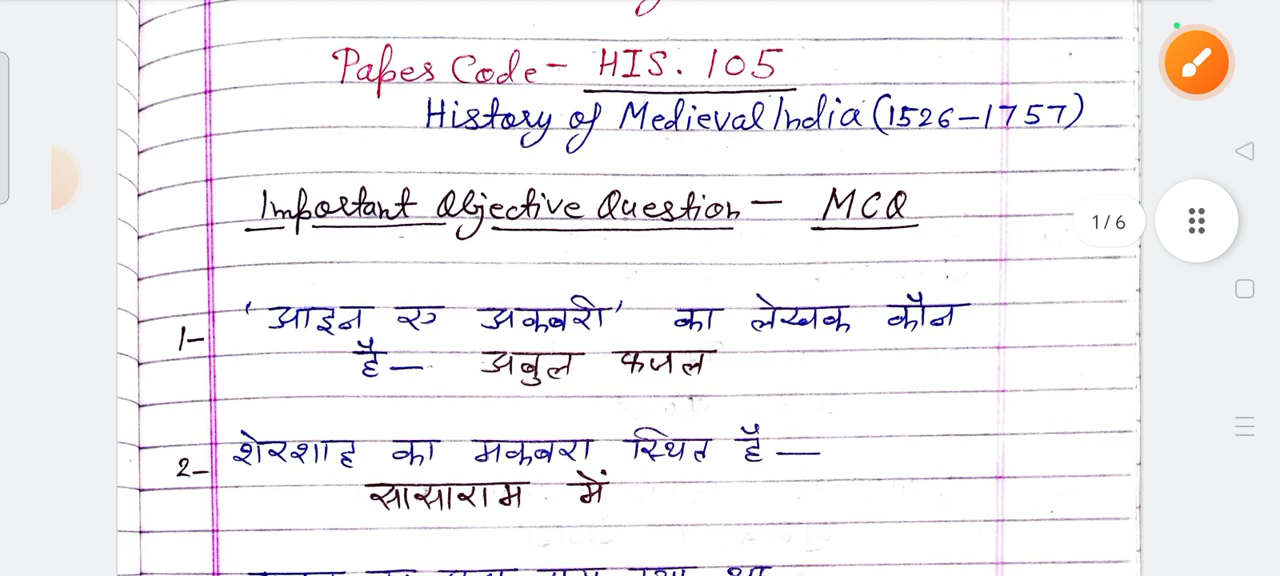 Paper Code - HIS. 105
History of Medieval India (1526-1757)
Important Objective Question - MCQ
1/6
1- 'आइन ए अकबरी' का लेखक कौन
है - अबुल फजल
2- शेरशाह का मकबरा स्थित है -
सासाराम में